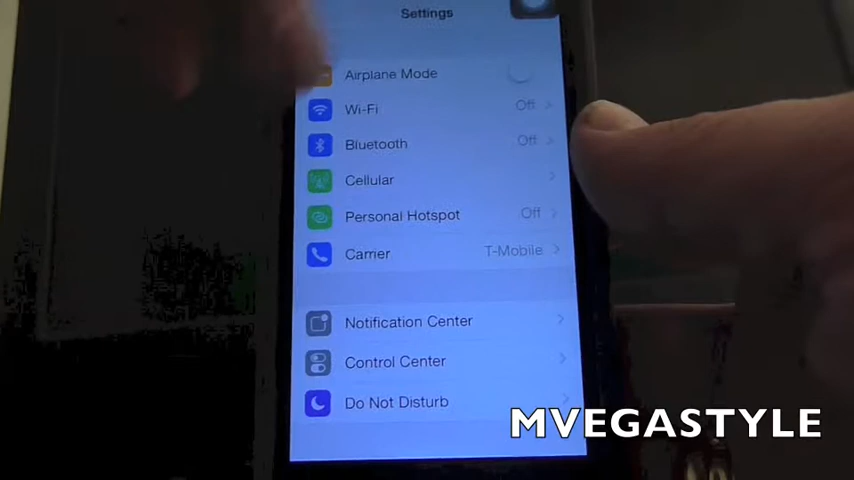 Settings
Airplane Mode
Wi-Fi Off
Bluetooth Off
Cellular
Personal Hotspot Off
Carrier T-Mobile
Notification Center
Control Center
Do Not Disturb
MVEGASTYLE